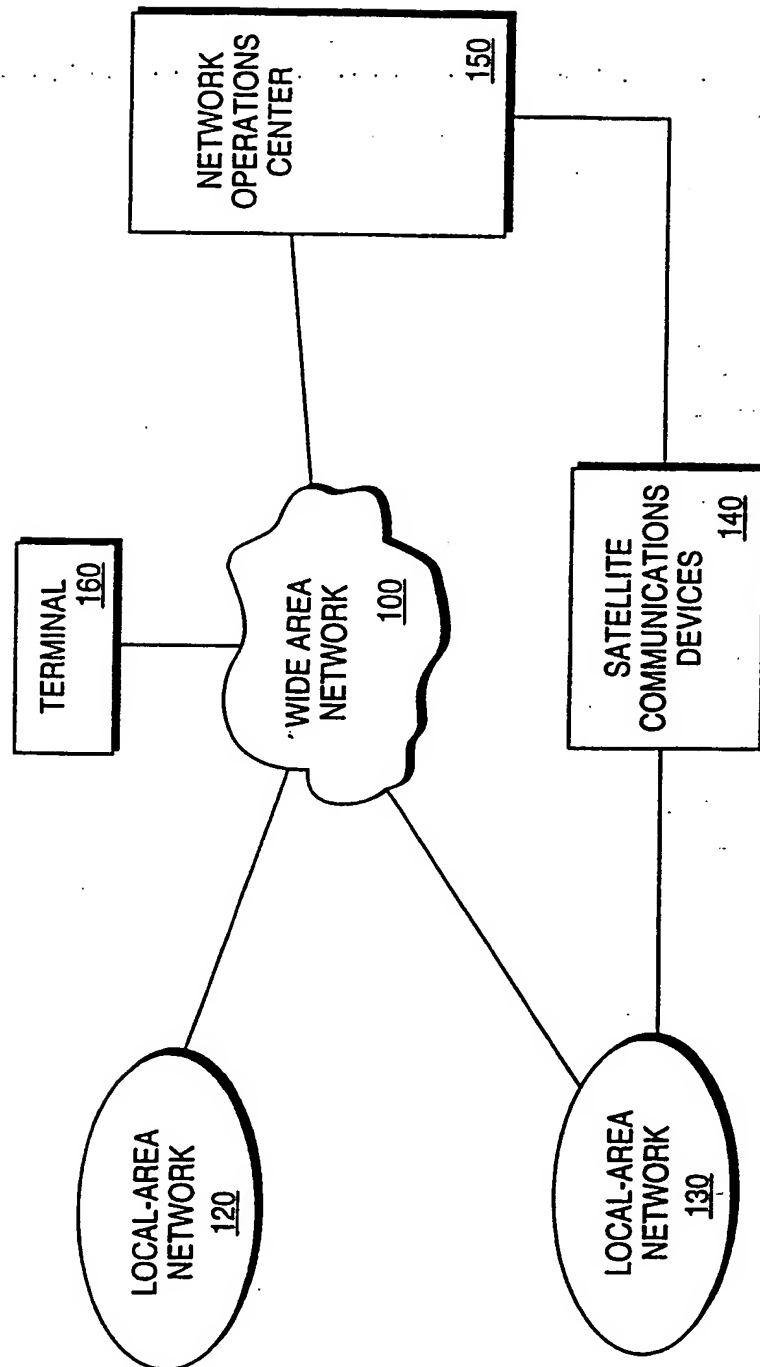 TERMINAL
160
NETWORK
OPERATIONS
CENTER
150
WIDE AREA
NETWORK
100
LOCAL-AREA
NETWORK
120
SATELLITE
COMMUNICATIONS
DEVICES
140
LOCAL-AREA
NETWORK
130